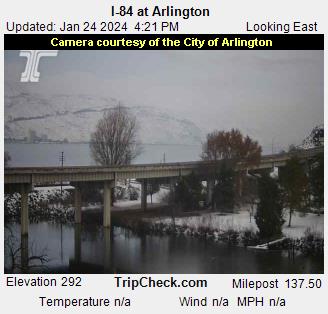 I-84 at Arlington
Updated: Jan 24 2024 4:21 PM Looking East
Camera courtesy of the City of Arlington
Elevation 292 TripCheck.com Milepost 137.50
Temperature n/a Wind n/a MPH n/a